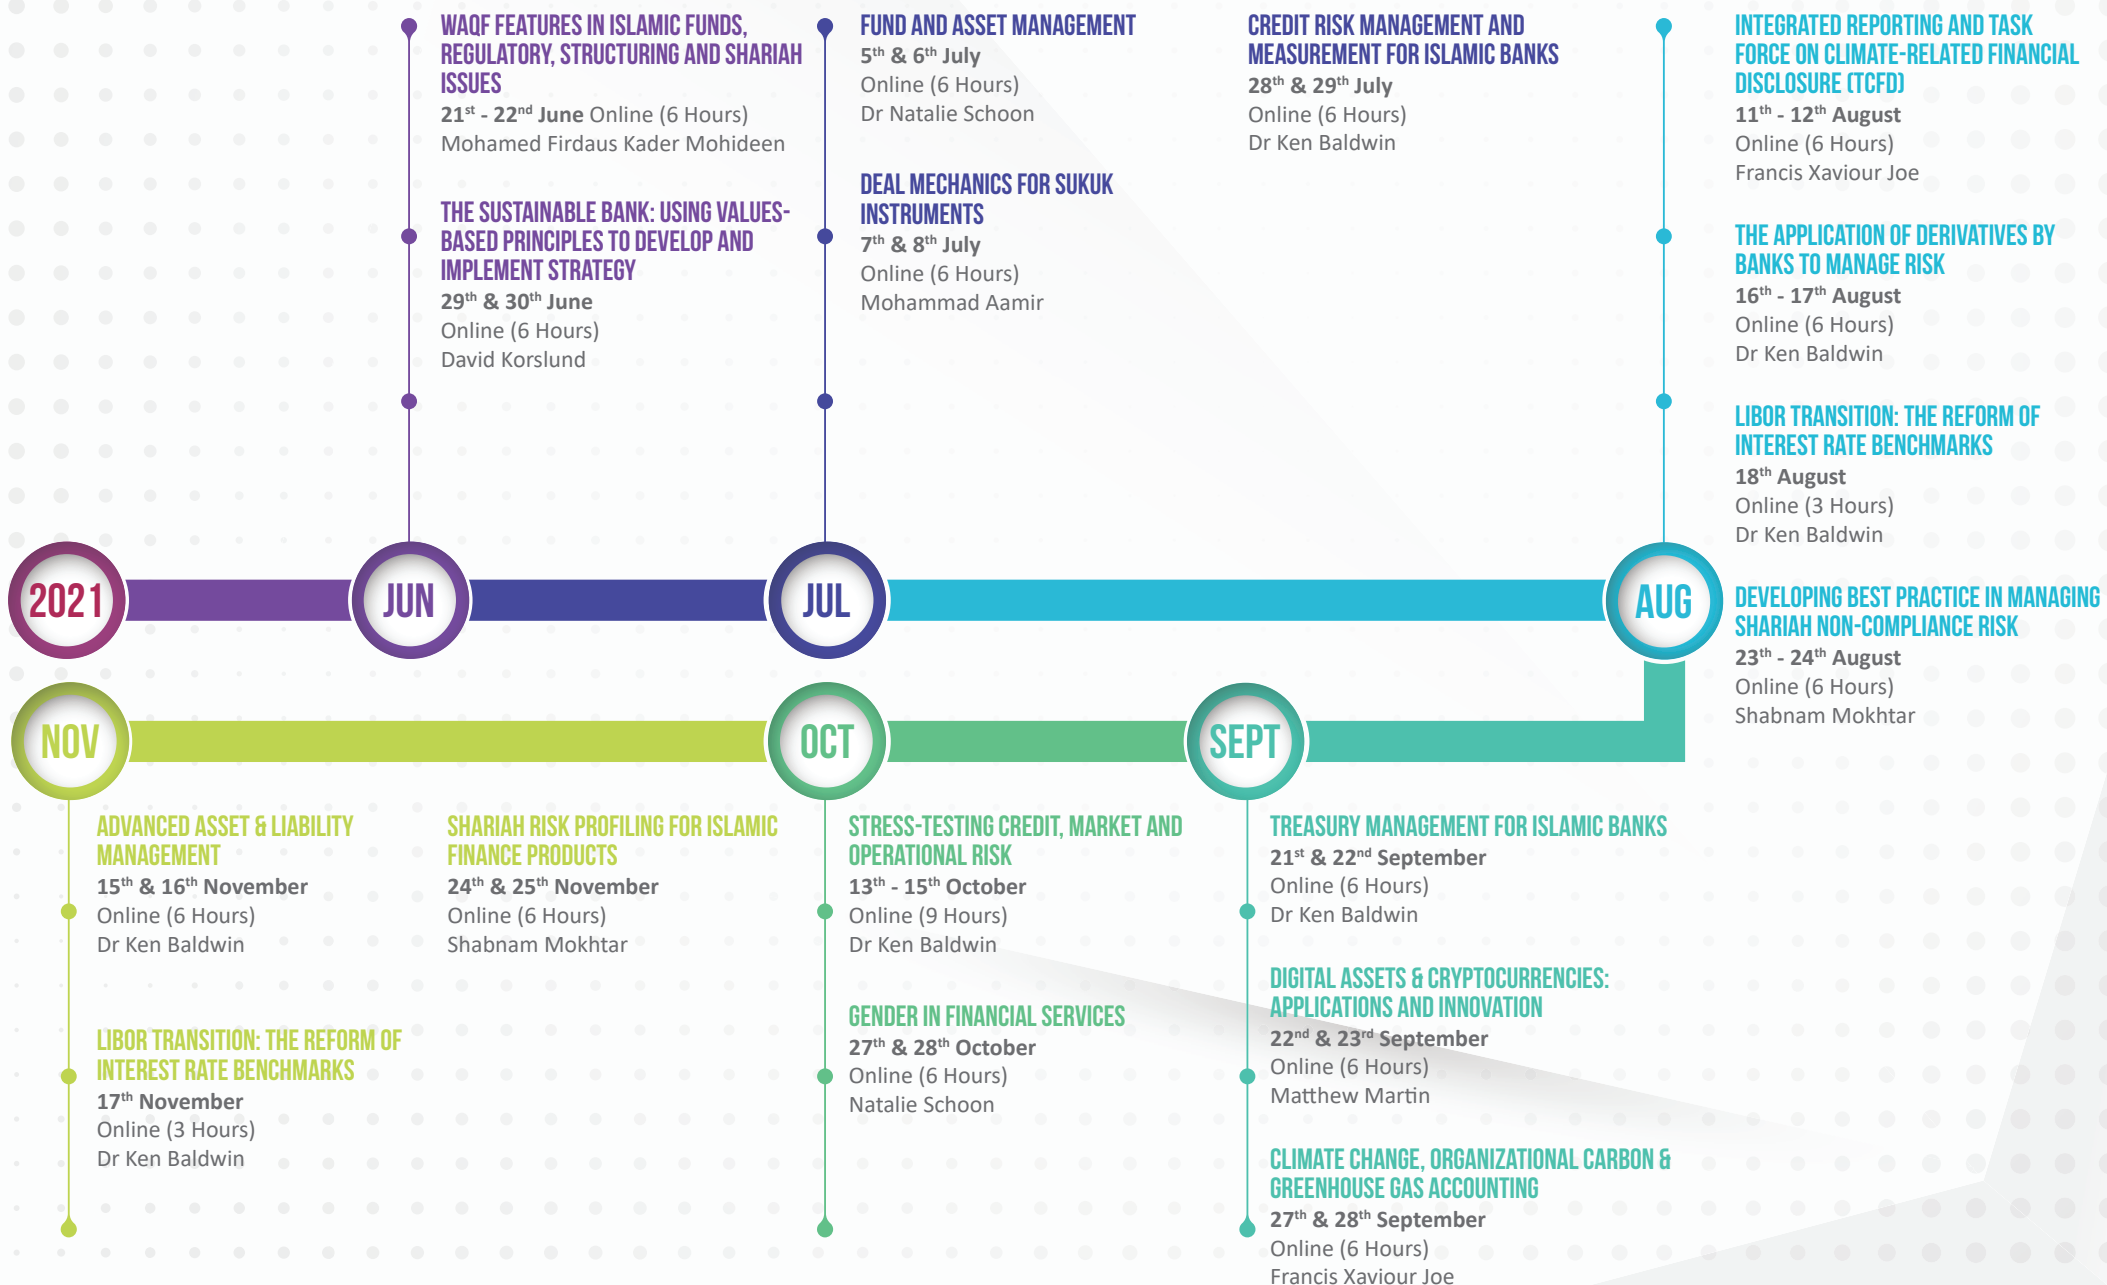 WAQF FEATURES IN ISLAMIC FUNDS,
REGULATORY, STRUCTURING AND SHARIAH
ISSUES
21st - 22nd June Online (6 Hours)
Mohamed Firdaus Kader Mohideen
THE SUSTAINABLE BANK: USING VALUES-
BASED PRINCIPLES TO DEVELOP AND
IMPLEMENT STRATEGY
29th & 30th June
Online (6 Hours)
David Korslund
FUND AND ASSET MANAGEMENT
5th & 6th July
Online (6 Hours)
Dr Natalie Schoon
DEAL MECHANICS FOR SUKUK
INSTRUMENTS
7th & 8th July
Online (6 Hours)
Mohammad Aamir
CREDIT RISK MANAGEMENT AND
MEASUREMENT FOR ISLAMIC BANKS
28th & 29th July
Online (6 Hours)
Dr Ken Baldwin
INTEGRATED REPORTING AND TASK
FORCE ON CLIMATE-RELATED FINANCIAL
DISCLOSURE (TCFD)
11th - 12th August
Online (6 Hours)
Francis Xaviour Joe
THE APPLICATION OF DERIVATIVES BY
BANKS TO MANAGE RISK
16th - 17th August
Online (6 Hours)
Dr Ken Baldwin
LIBOR TRANSITION: THE REFORM OF
INTEREST RATE BENCHMARKS
18th August
Online (3 Hours)
Dr Ken Baldwin
DEVELOPING BEST PRACTICE IN MANAGING
SHARIAH NON-COMPLIANCE RISK
23th - 24th August
Online (6 Hours)
Shabnam Mokhtar
2021
JUN
JUL
AUG
NOV
OCT
SEPT
ADVANCED ASSET & LIABILITY
MANAGEMENT
15th & 16th November
Online (6 Hours)
Dr Ken Baldwin
LIBOR TRANSITION: THE REFORM OF
INTEREST RATE BENCHMARKS
17th November
Online (3 Hours)
Dr Ken Baldwin
SHARIAH RISK PROFILING FOR ISLAMIC
FINANCE PRODUCTS
24th & 25th November
Online (6 Hours)
Shabnam Mokhtar
STRESS-TESTING CREDIT, MARKET AND
OPERATIONAL RISK
13th - 15th October
Online (9 Hours)
Dr Ken Baldwin
GENDER IN FINANCIAL SERVICES
27th & 28th October
Online (6 Hours)
Natalie Schoon
TREASURY MANAGEMENT FOR ISLAMIC BANKS
21st & 22nd September
Online (6 Hours)
Dr Ken Baldwin
DIGITAL ASSETS & CRYPTOCURRENCIES:
APPLICATIONS AND INNOVATION
22nd & 23rd September
Online (6 Hours)
Matthew Martin
CLIMATE CHANGE, ORGANIZATIONAL CARBON &
GREENHOUSE GAS ACCOUNTING
27th & 28th September
Online (6 Hours)
Francis Xaviour Joe